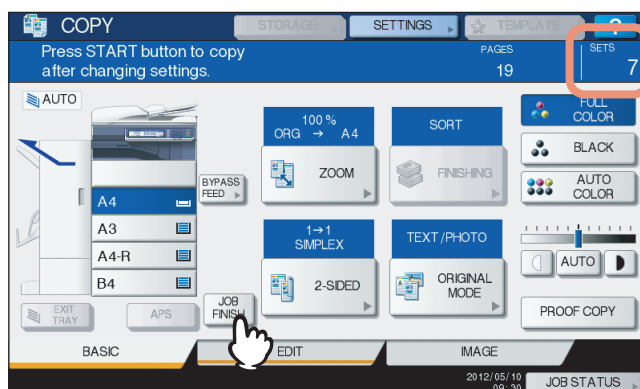 COPY
STORAGE
SETTINGS
TEMPLATE
?
Press START button to copy
after changing settings.
PAGES
19
SETS
7
AUTO
A4
A3
A4-R
B4
BYPASS
FEED
EXIT
TRAY
APS
JOB
FINISH
100 %
ORG → A4
ZOOM
SORT
FINISHING
1→1
SIMPLEX
2-SIDED
TEXT/PHOTO
ORIGINAL
MODE
FULL
COLOR
BLACK
AUTO
COLOR
AUTO
PROOF COPY
BASIC
EDIT
IMAGE
2012/05/10
09:30
JOB STATUS